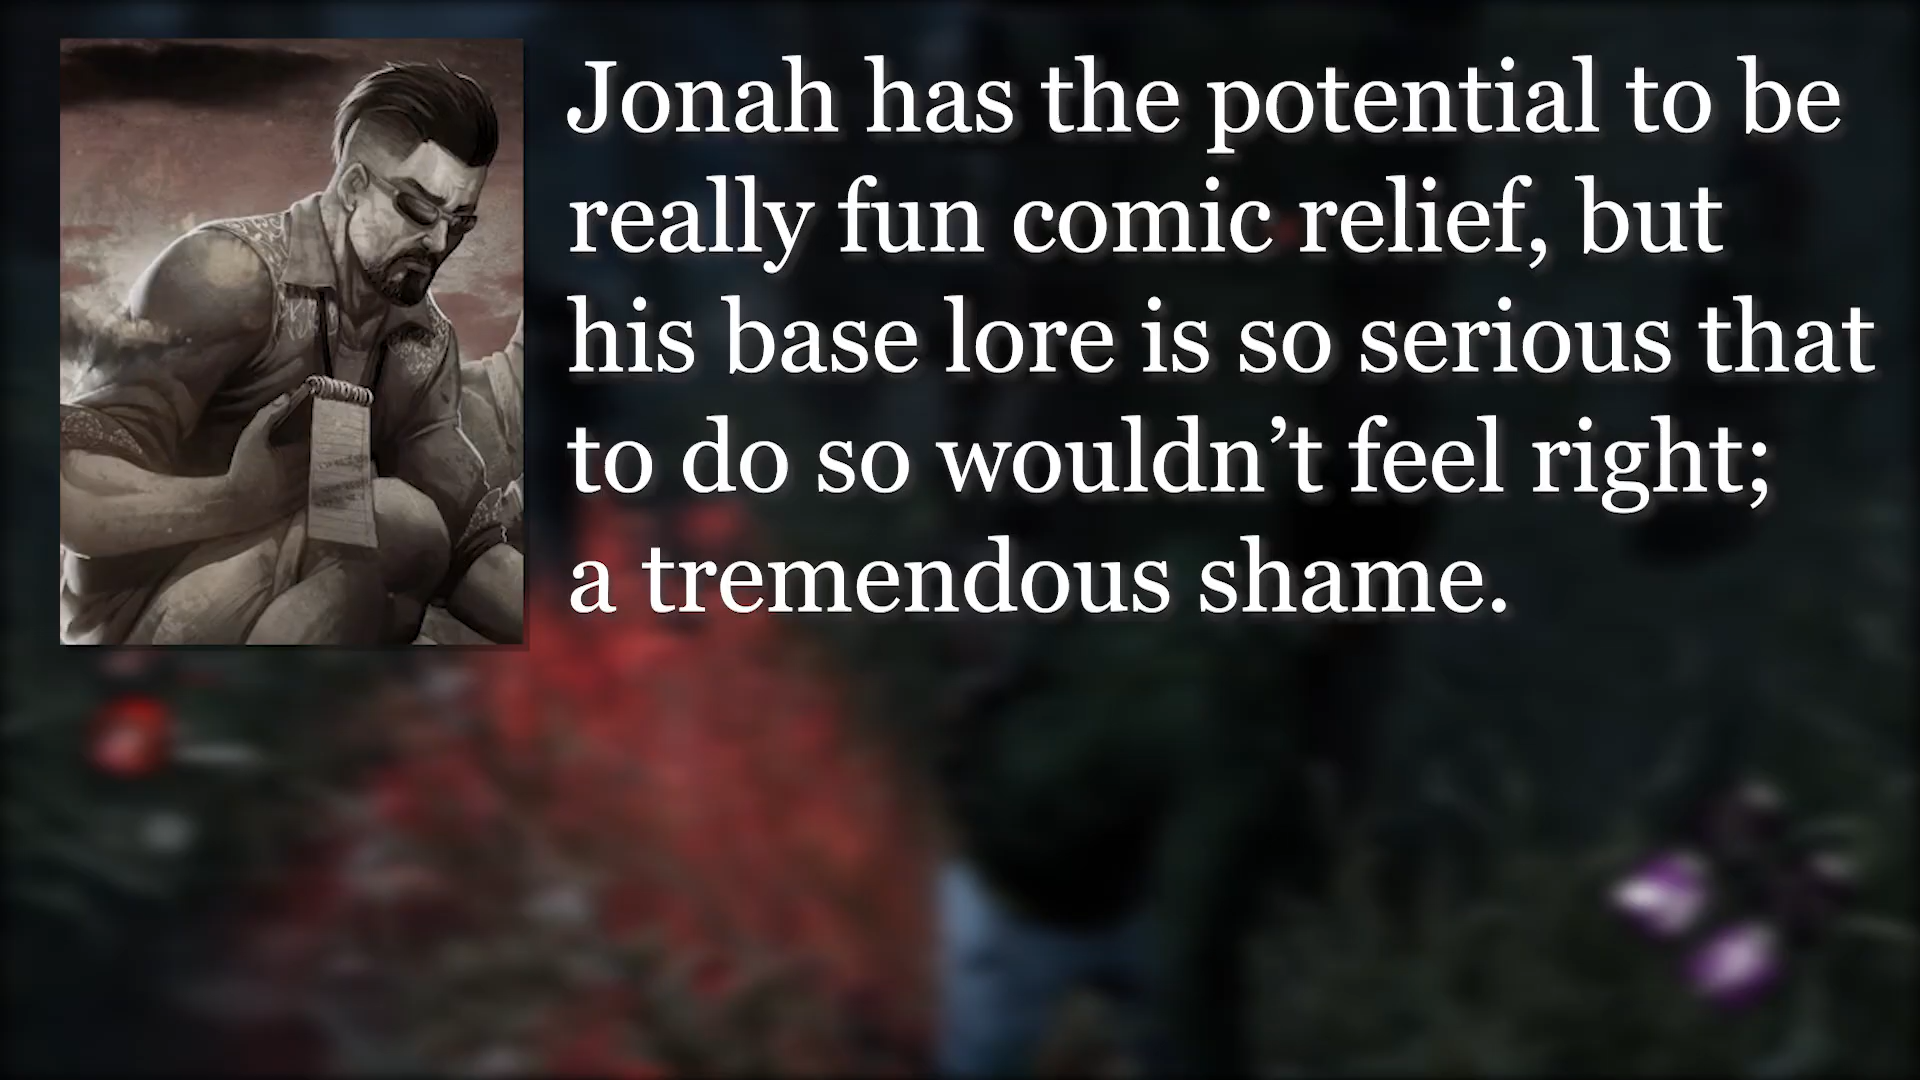 Jonah has the potential to be
really fun comic relief, but
his base lore is so serious that
to do so wouldn’t feel right;
a tremendous shame.